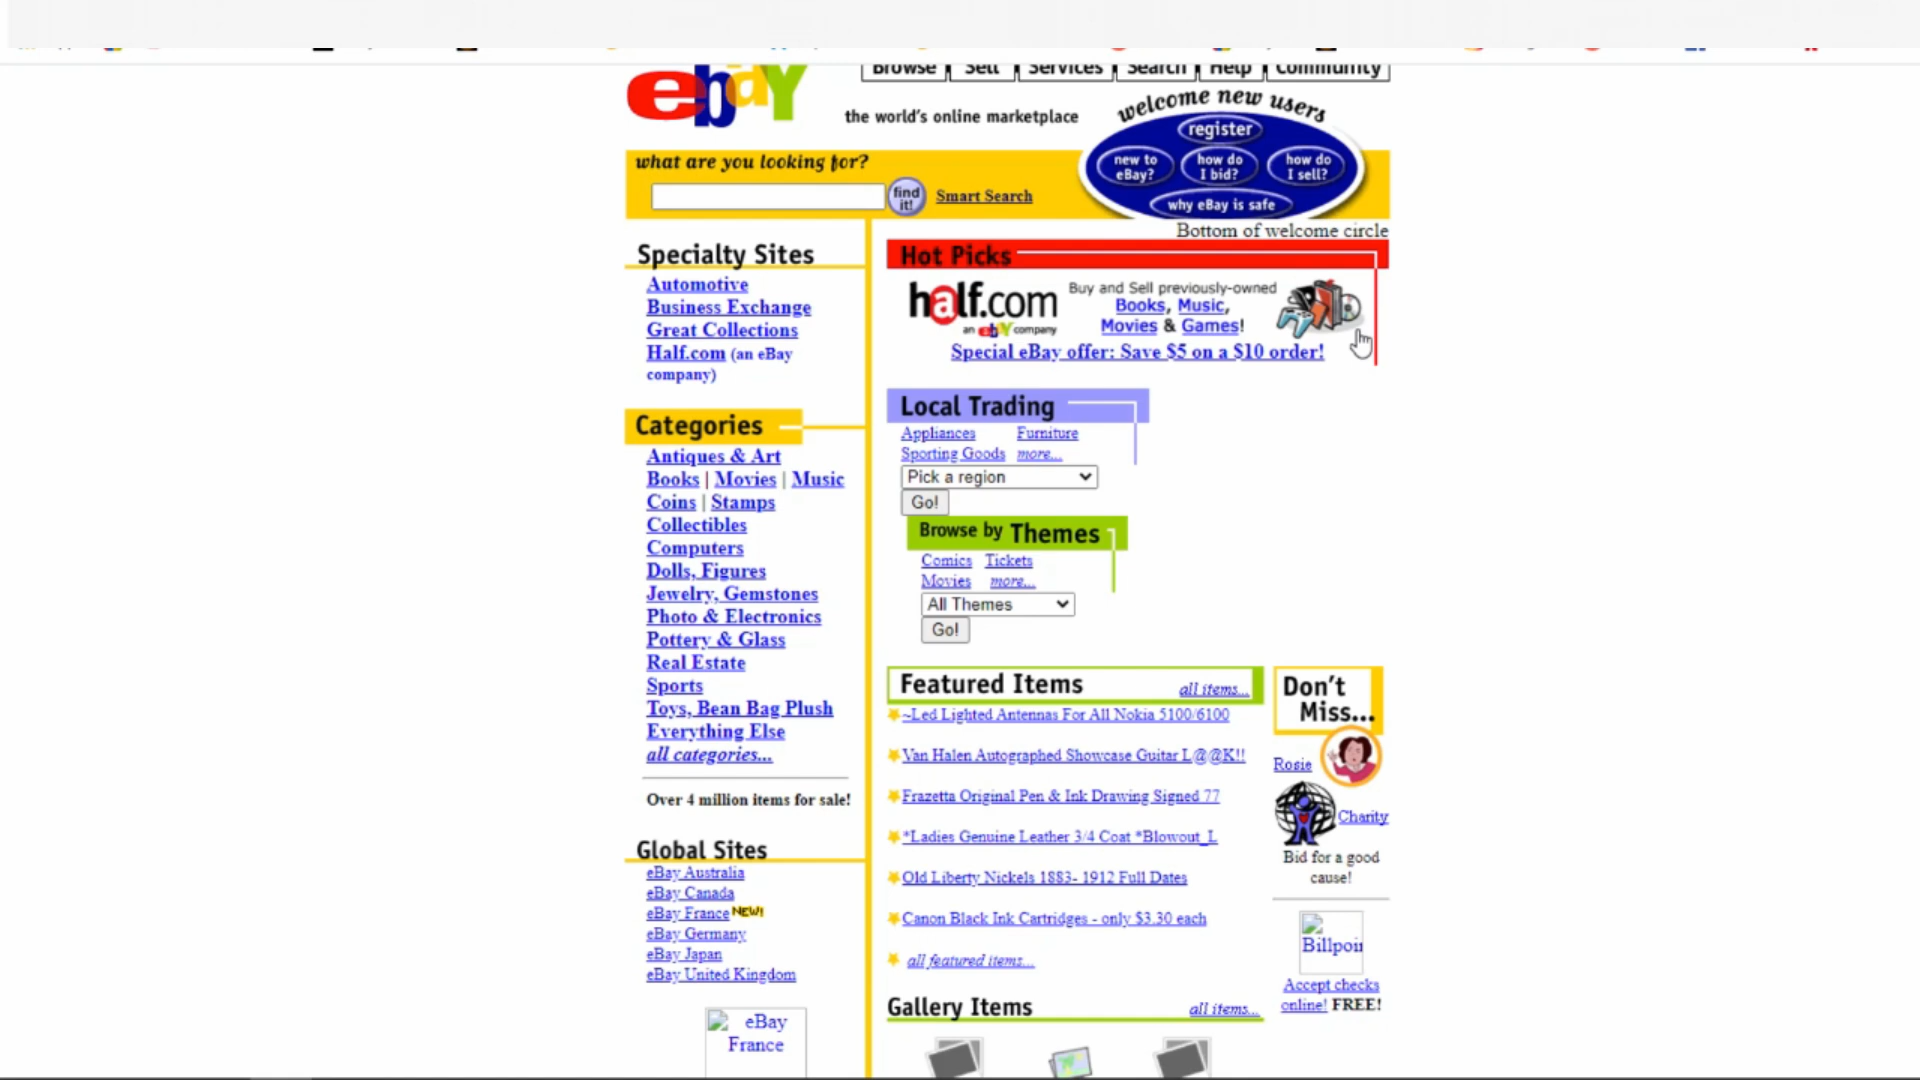 Browse Sell Services Search Help Community
ebaY
the world's online marketplace
welcome new users
register
new to eBay?
how do I bid?
how do I sell?
why eBay is safe
what are you looking for?
find it!
Smart Search
Bottom of welcome circle
Specialty Sites
Automotive
Business Exchange
Great Collections
Half.com (an eBay
company)
Categories
Antiques & Art
Books | Movies | Music
Coins | Stamps
Collectibles
Computers
Dolls, Figures
Jewelry, Gemstones
Photo & Electronics
Pottery & Glass
Real Estate
Sports
Toys, Bean Bag Plush
Everything Else
all categories...
Over 4 million items for sale!
Global Sites
eBay Australia
eBay Canada
eBay France NEW!
eBay Germany
eBay Japan
eBay United Kingdom
eBay
France
Hot Picks
half.com
an ebaY company
Buy and Sell previously-owned
Books, Music,
Movies & Games!
Special eBay offer: Save $5 on a $10 order!
Local Trading
Appliances Furniture
Sporting Goods more...
Pick a region
Go!
Browse by Themes
Comics Tickets
Movies more...
All Themes
Go!
Featured Items all items...
~Led Lighted Antennas For All Nokia 5100/6100
Van Halen Autographed Showcase Guitar L@@K!!
Frazetta Original Pen & Ink Drawing Signed 77
*Ladies Genuine Leather 3/4 Coat *Blowout_L
Old Liberty Nickels 1883- 1912 Full Dates
Canon Black Ink Cartridges - only $3.30 each
all featured items...
Gallery Items all items...
Don't
Miss...
Rosie
Charity
Bid for a good
cause!
Billpoi
Accept checks
online! FREE!